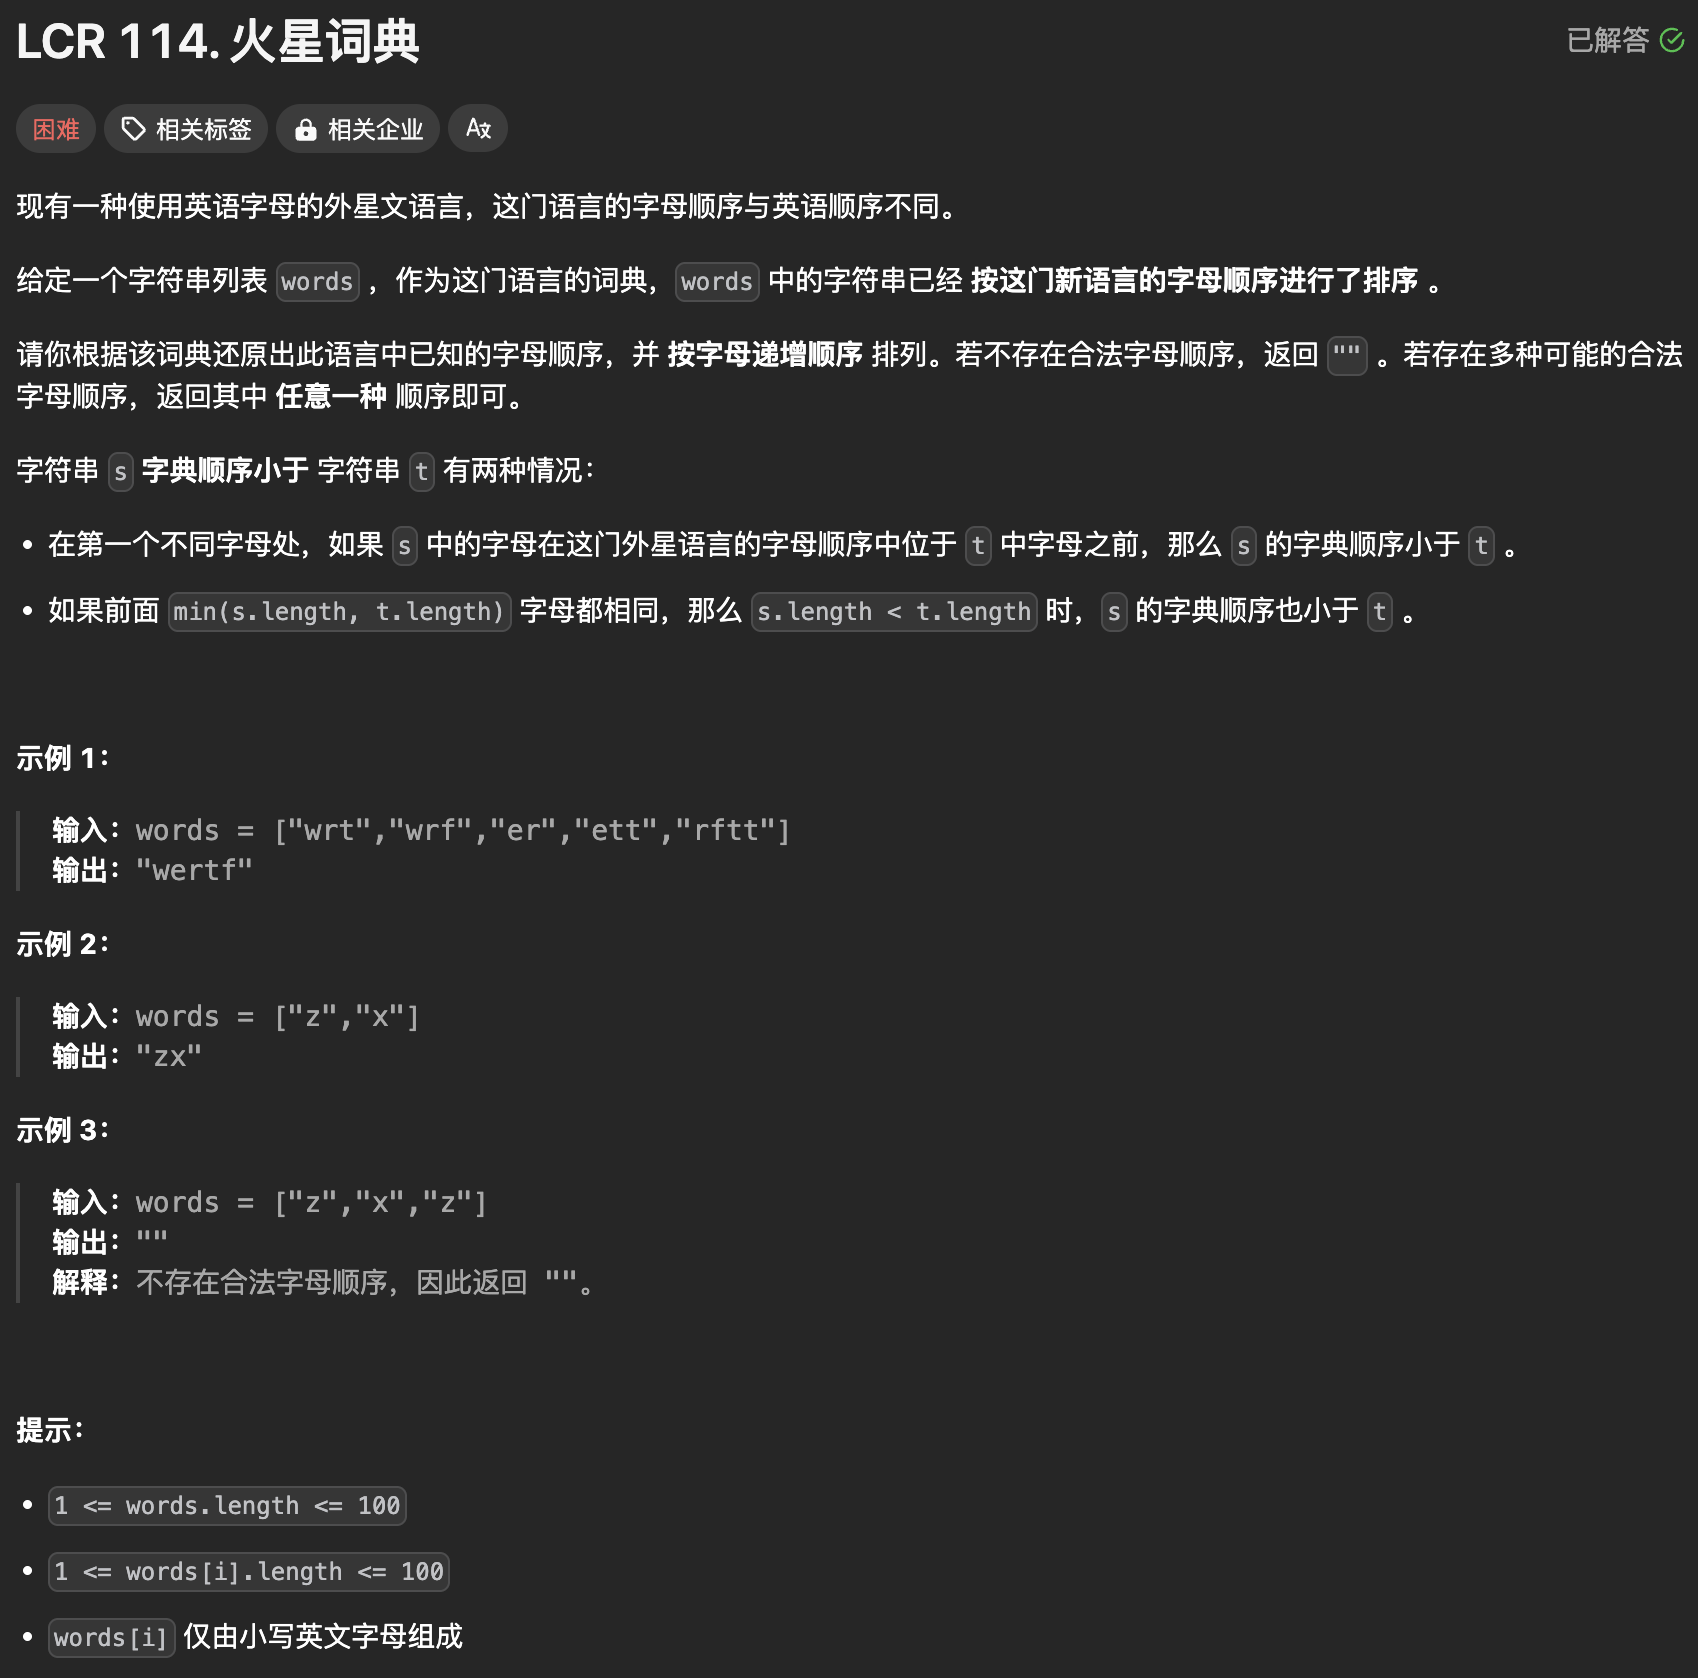 LCR 114. 火星词典
已解答
困难 相关标签 相关企业
现有一种使用英语字母的外星文语言，这门语言的字母顺序与英语顺序不同。
给定一个字符串列表 words ，作为这门语言的词典，words 中的字符串已经 按这门新语言的字母顺序进行了排序 。
请你根据该词典还原出此语言中已知的字母顺序，并 按字母递增顺序 排列。若不存在合法字母顺序，返回 "" 。若存在多种可能的合法
字母顺序，返回其中 任意一种 顺序即可。
字符串 s 字典顺序小于 字符串 t 有两种情况：
• 在第一个不同字母处，如果 s 中的字母在这门外星语言的字母顺序中位于 t 中字母之前，那么 s 的字典顺序小于 t 。
• 如果前面 min(s.length, t.length) 字母都相同，那么 s.length < t.length 时，s 的字典顺序也小于 t 。
示例 1：
输入：words = ["wrt","wrf","er","ett","rftt"]
输出："wertf"
示例 2：
输入：words = ["z","x"]
输出："zx"
示例 3：
输入：words = ["z","x","z"]
输出：""
解释：不存在合法字母顺序，因此返回 "" 。
提示：
• 1 <= words.length <= 100
• 1 <= words[i].length <= 100
• words[i] 仅由小写英文字母组成